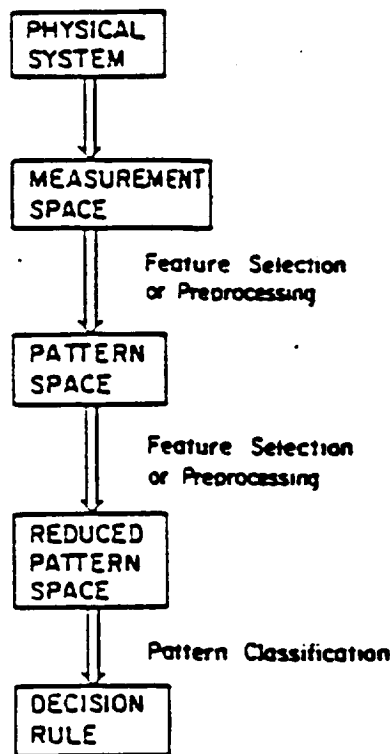 PHYSICAL
SYSTEM
MEASUREMENT
SPACE
Feature Selection
or Preprocessing
PATTERN
SPACE
Feature Selection
or Preprocessing
REDUCED
PATTERN
SPACE
Pattern Classification
DECISION
RULE